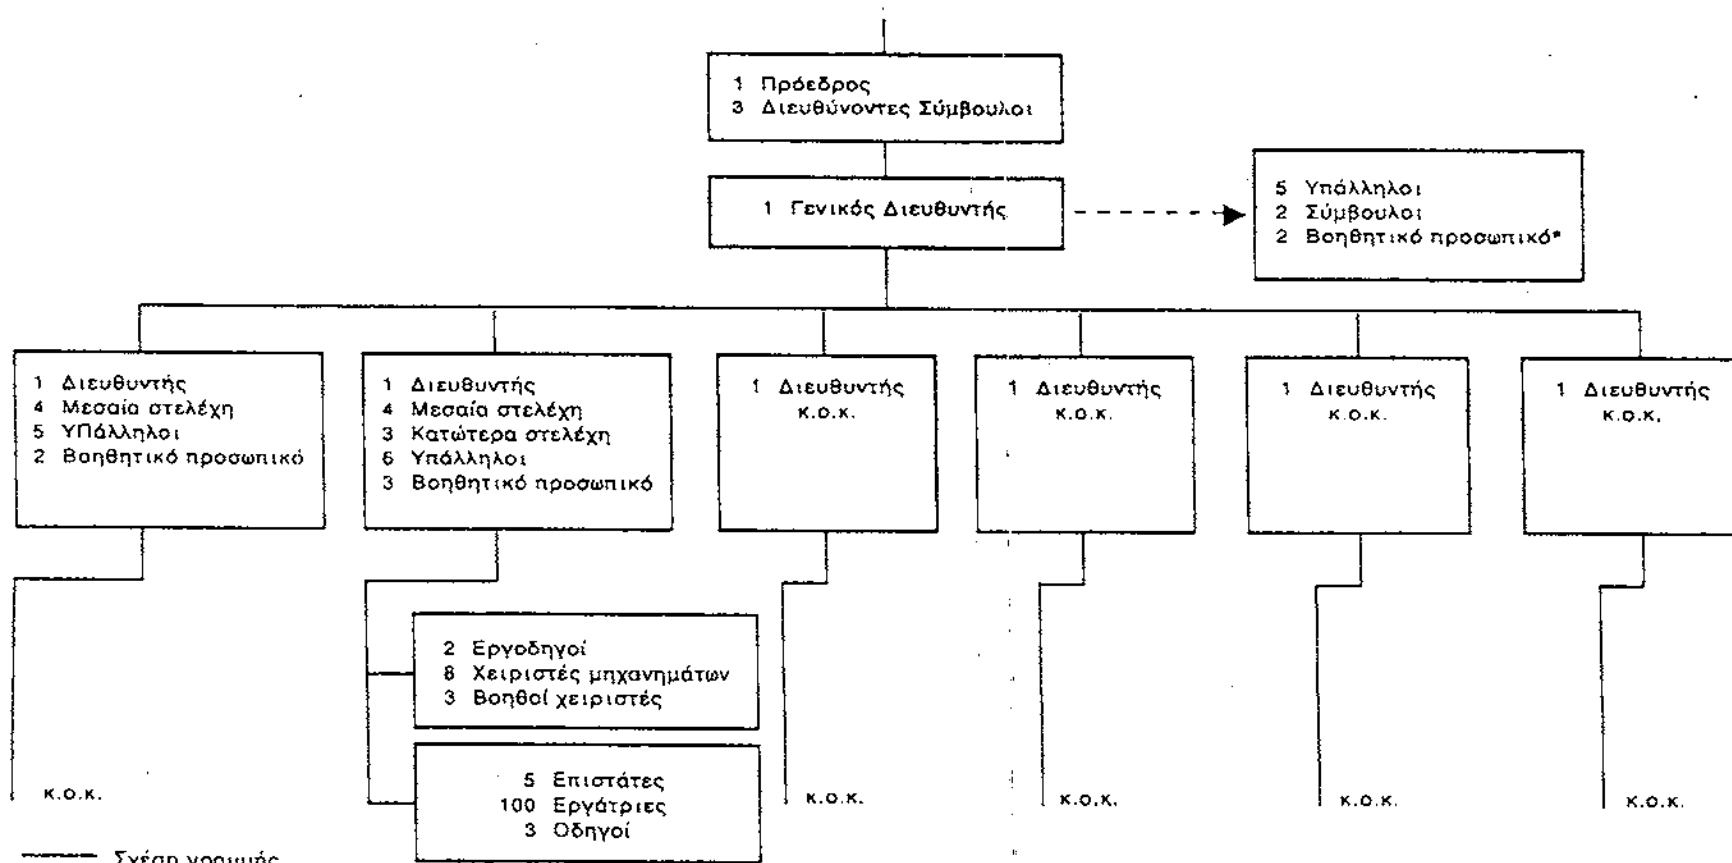 1 Πρόεδρος
3 Διευθύνοντες Σύμβουλοι
1 Γενικός Διευθυντής
5 Υπάλληλοι
2 Σύμβουλοι
2 Βοηθητικό προσωπικό*
1 Διευθυντής
4 Μεσαία στελέχη
5 ΥΠάλληλοι
2 Βοηθητικό προσωπικό
1 Διευθυντής
4 Μεσαία στελέχη
3 Κατώτερα στελέχη
6 Υπάλληλοι
3 Βοηθητικό προσωπικό
1 Διευθυντής
κ.ο.κ.
1 Διευθυντής
κ.ο.κ.
1 Διευθυντής
κ.ο.κ.
1 Διευθυντής
κ.ο.κ.
2 Εργοδηγοί
8 Χειριστές μηχανημάτων
3 Βοηθοί χειριστές
5 Επιστάτες
100 Εργάτριες
3 Οδηγοί
κ.ο.κ.
κ.ο.κ.
κ.ο.κ.
κ.ο.κ.
κ.ο.κ.
Σχέση γραμμής